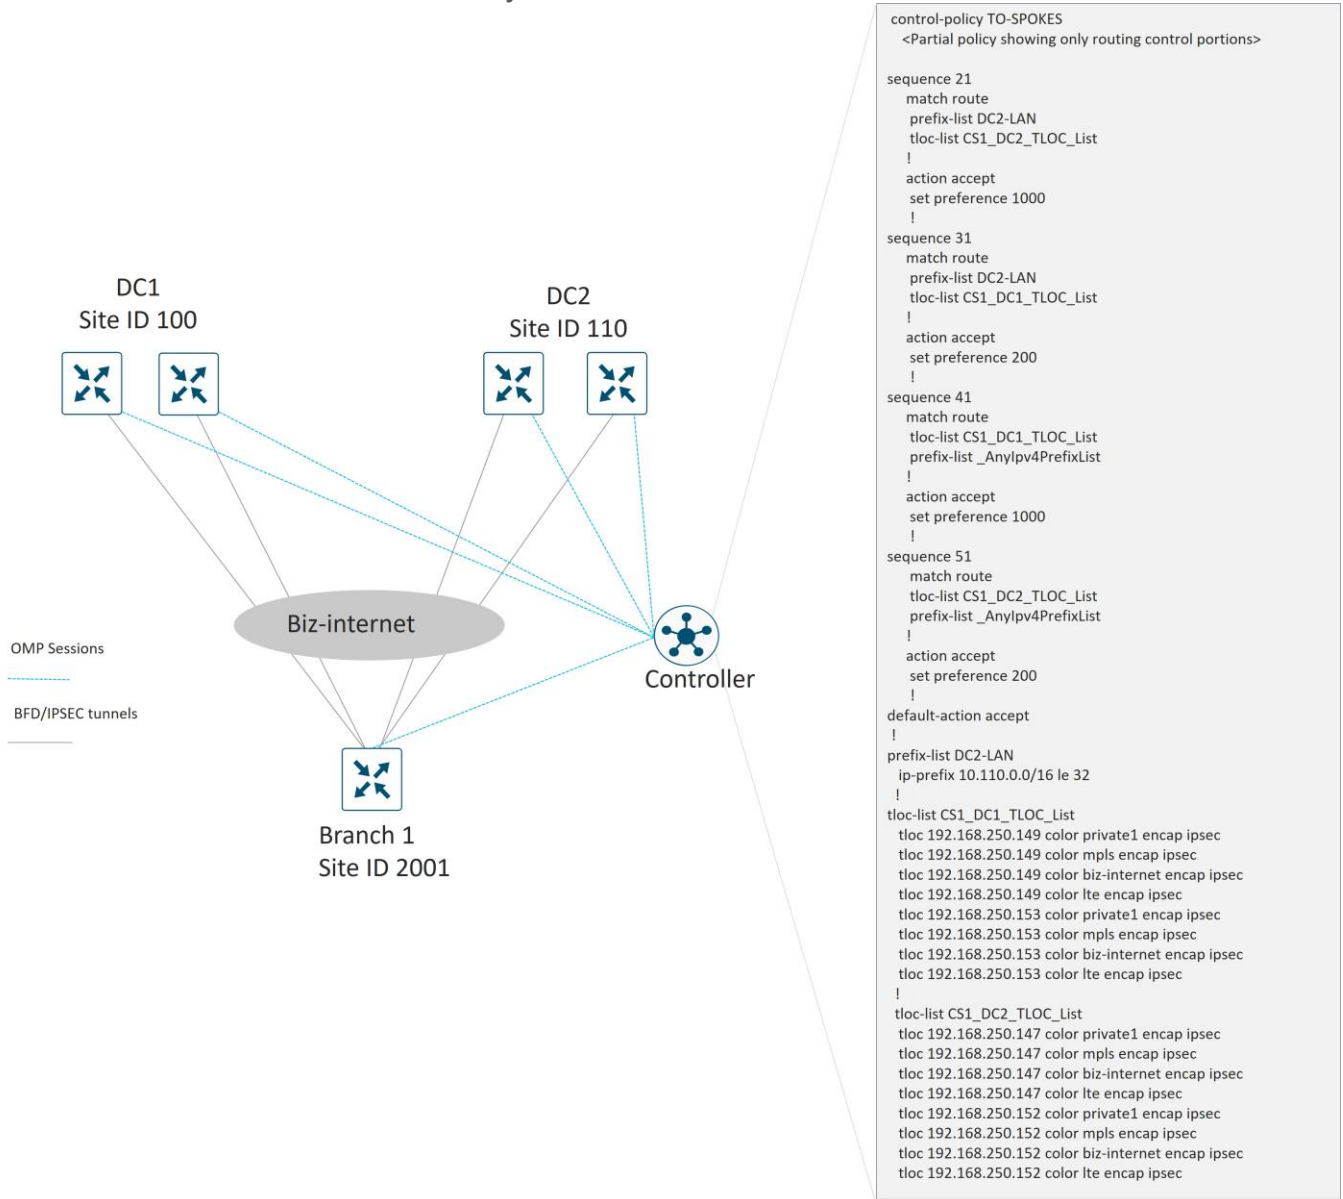 DC1
Site ID 100
DC2
Site ID 110
Biz-internet
OMP Sessions
BFD/IPSEC tunnels
Controller
Branch 1
Site ID 2001
control-policy TO-SPOKES
<Partial policy showing only routing control portions>
sequence 21
match route
prefix-list DC2-LAN
tloc-list CS1_DC2_TLOC_List
!
action accept
set preference 1000
!
sequence 31
match route
prefix-list DC2-LAN
tloc-list CS1_DC1_TLOC_List
!
action accept
set preference 200
!
sequence 41
match route
tloc-list CS1_DC1_TLOC_List
prefix-list _AnyIpv4PrefixList
!
action accept
set preference 1000
!
sequence 51
match route
tloc-list CS1_DC2_TLOC_List
prefix-list _AnyIpv4PrefixList
!
action accept
set preference 200
!
default-action accept
!
prefix-list DC2-LAN
ip-prefix 10.110.0.0/16 le 32
!
tloc-list CS1_DC1_TLOC_List
tloc 192.168.250.149 color private1 encap ipsec
tloc 192.168.250.149 color mpls encap ipsec
tloc 192.168.250.149 color biz-internet encap ipsec
tloc 192.168.250.149 color lte encap ipsec
tloc 192.168.250.153 color private1 encap ipsec
tloc 192.168.250.153 color mpls encap ipsec
tloc 192.168.250.153 color biz-internet encap ipsec
tloc 192.168.250.153 color lte encap ipsec
!
tloc-list CS1_DC2_TLOC_List
tloc 192.168.250.147 color private1 encap ipsec
tloc 192.168.250.147 color mpls encap ipsec
tloc 192.168.250.147 color biz-internet encap ipsec
tloc 192.168.250.147 color lte encap ipsec
tloc 192.168.250.152 color private1 encap ipsec
tloc 192.168.250.152 color mpls encap ipsec
tloc 192.168.250.152 color biz-internet encap ipsec
tloc 192.168.250.152 color lte encap ipsec